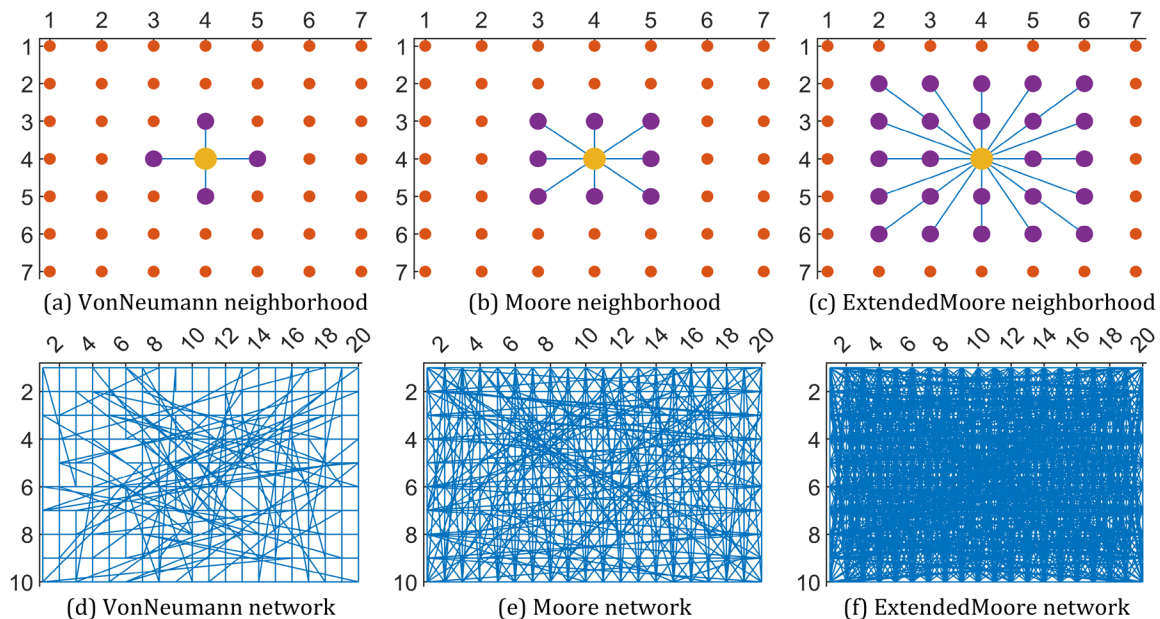 1 2 3 4 5 6 7 1 2 3 4 5 6 7 1 2 3 4 5 6 7
1 1 1
2 2 2
3 3 3
4 4 4
5 5 5
6 6 6
7 7 7
(a) VonNeumann neighborhood (b) Moore neighborhood (c) ExtendedMoore neighborhood
2 4 6 8 10 12 14 16 18 20 2 4 6 8 10 12 14 16 18 20 2 4 6 8 10 12 14 16 18 20
2 2 2
4 4 4
6 6 6
8 8 8
10 10 10
(d) VonNeumann network (e) Moore network (f) ExtendedMoore network